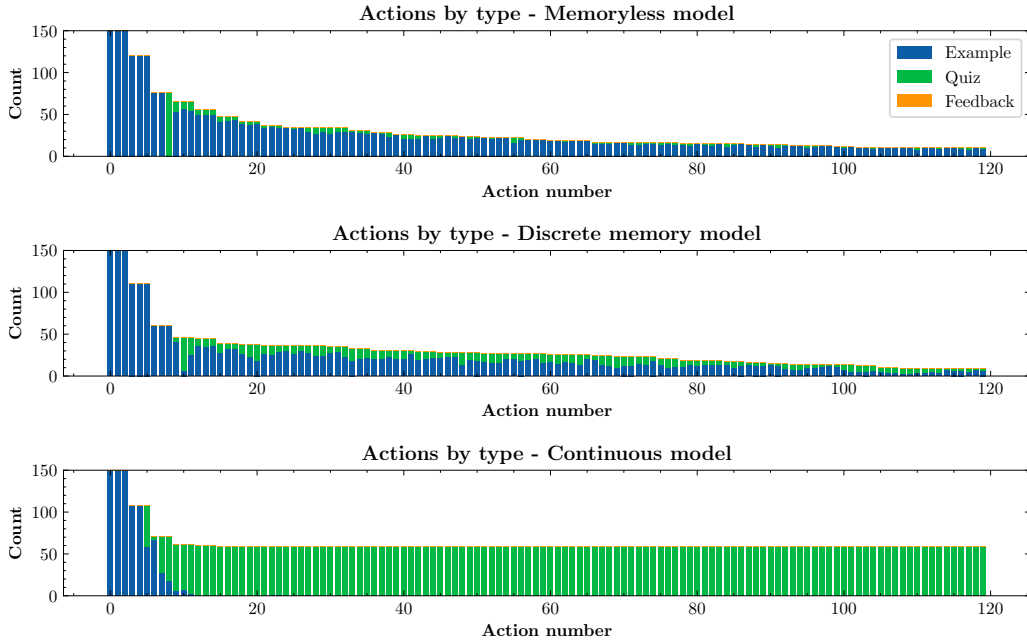 Actions by type - Memoryless model
150
100
50
0
Count
Example
Quiz
Feedback
0 20 40 60 80 100 120
Action number
Actions by type - Discrete memory model
150
100
50
0
Count
0 20 40 60 80 100 120
Action number
Actions by type - Continuous model
150
100
50
0
Count
0 20 40 60 80 100 120
Action number